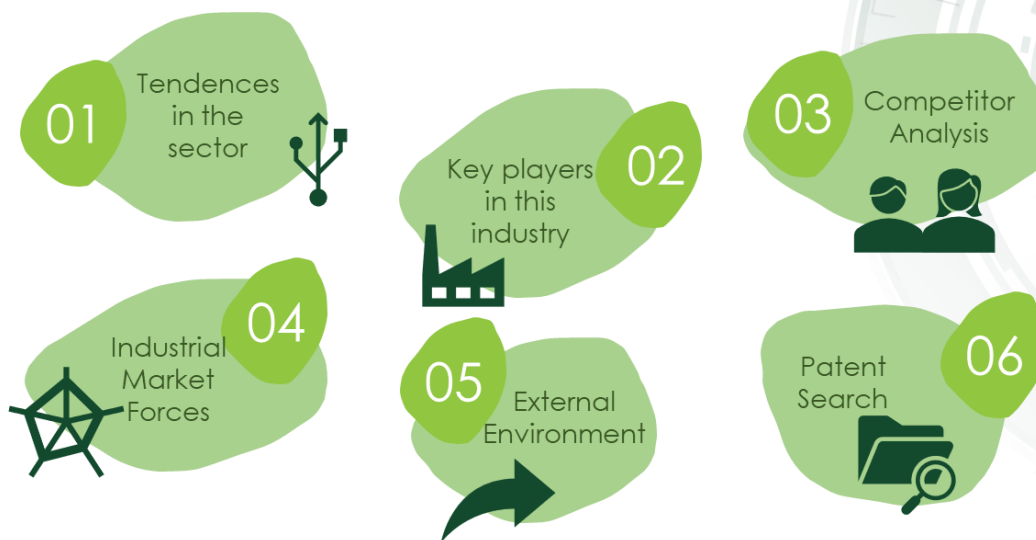 01
Tendences
in the
sector
Key players
in this
industry
02
03
Competitor
Analysis
Industrial
Market
Forces
04
05
External
Environment
Patent
Search
06